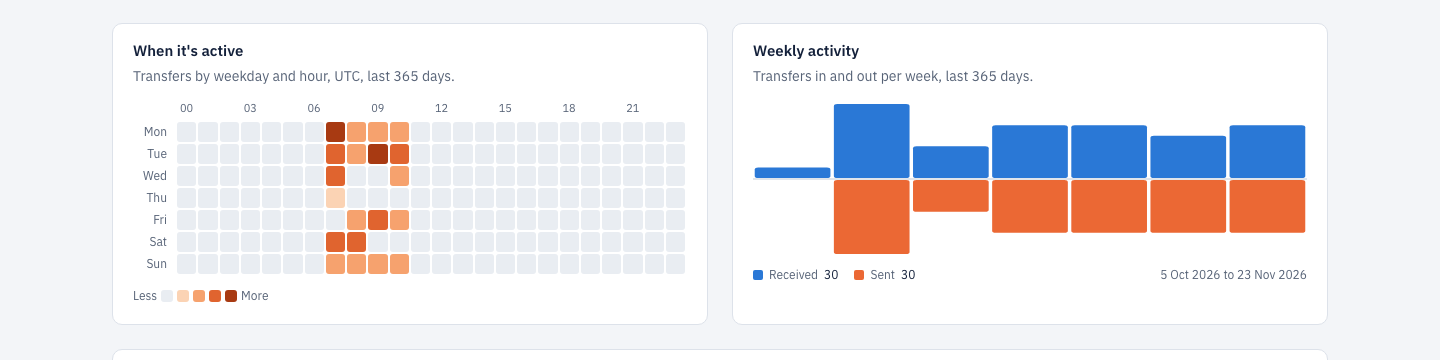 When it's active
Transfers by weekday and hour, UTC, last 365 days.
00 03 06 09 12 15 18 21
Mon
Tue
Wed
Thu
Fri
Sat
Sun
Less More
Weekly activity
Transfers in and out per week, last 365 days.
Received 30 Sent 30 5 Oct 2026 to 23 Nov 2026